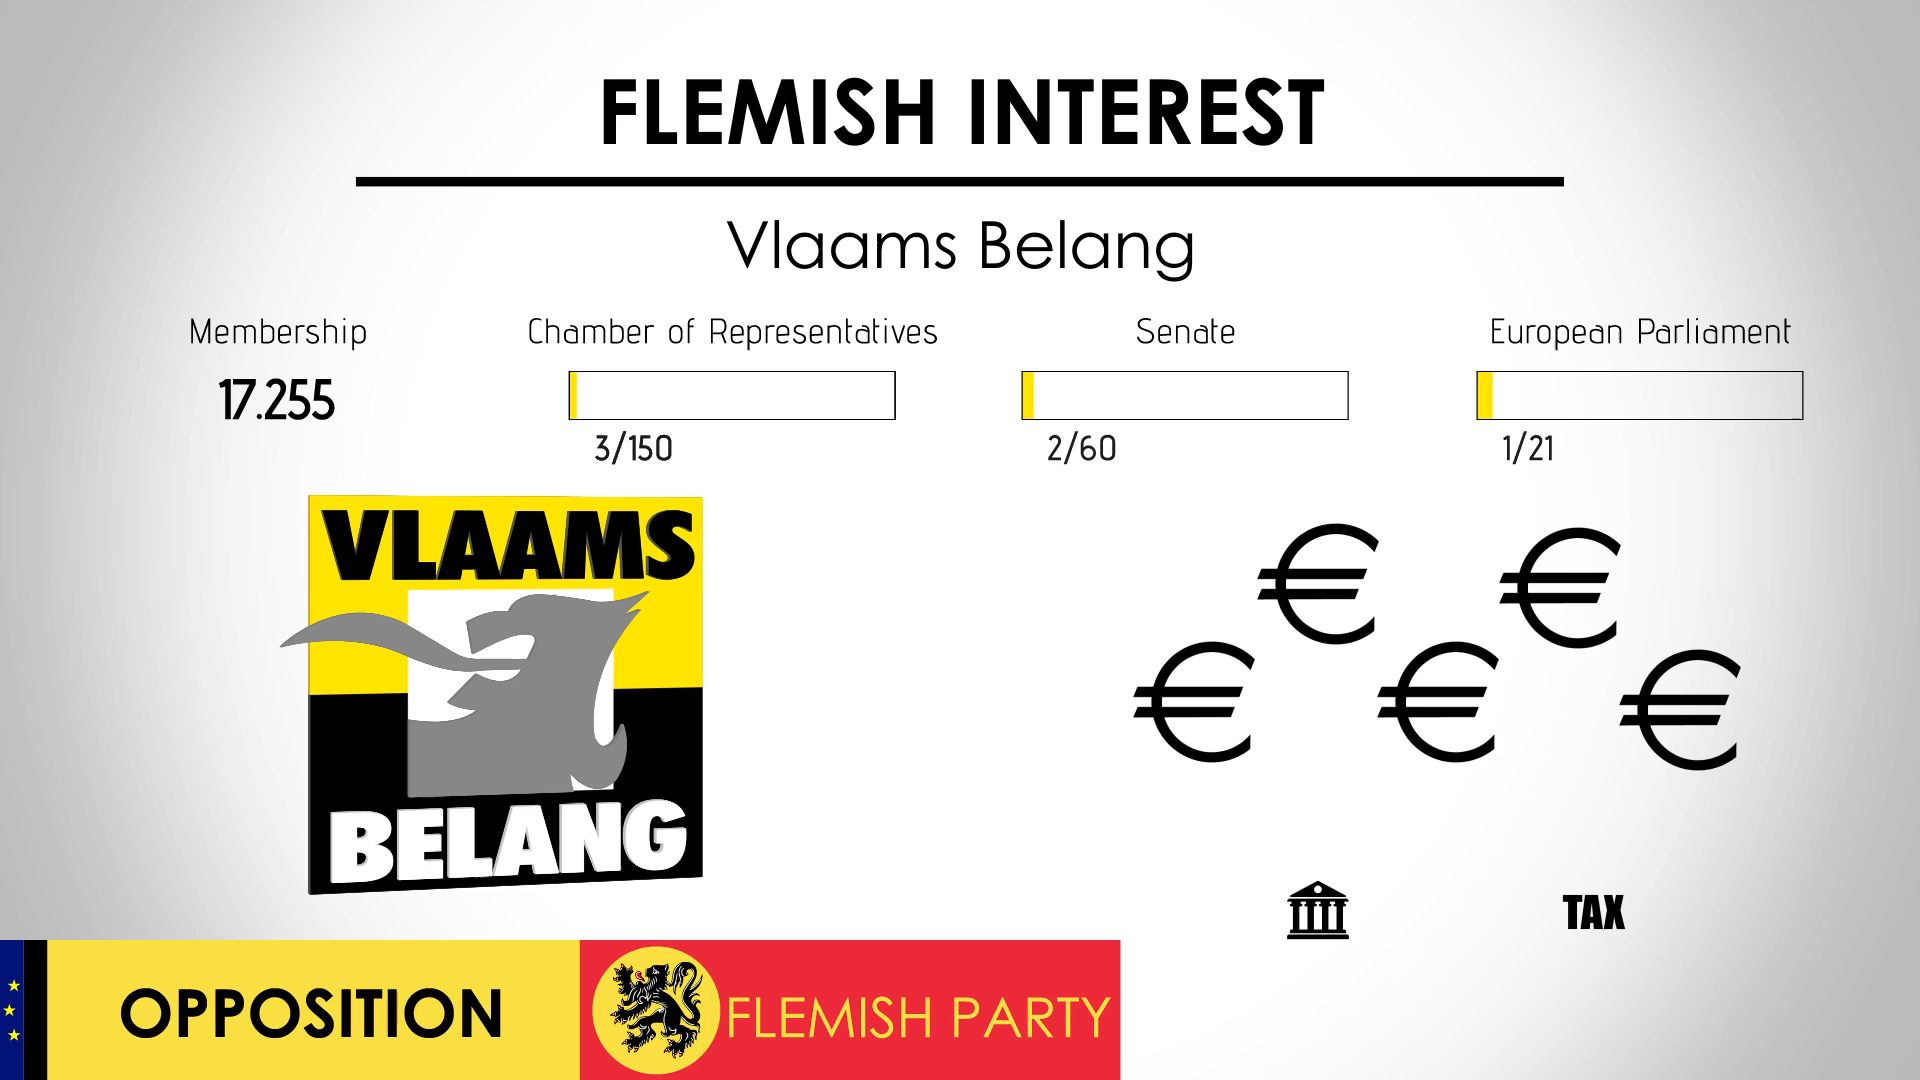 FLEMISH INTEREST
Vlaams Belang
Membership
17.255
Chamber of Representatives
3/150
Senate
2/60
European Parliament
1/21
VLAAMS
BELANG
€ €
€ € €
TAX
OPPOSITION
FLEMISH PARTY